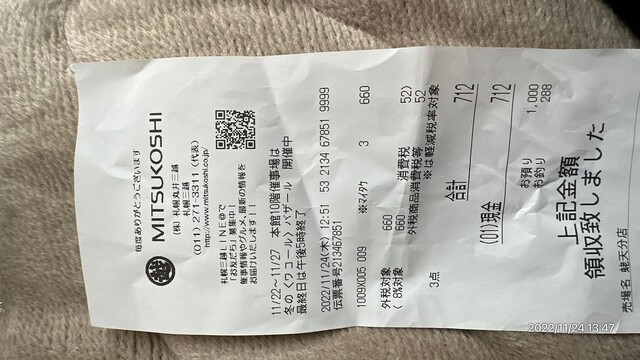 毎度ありがとうございます
MITSUKOSHI
(株) 札幌丸井三越
札幌三越
(011) 271-3311 (代表)
http://www.mitsukoshi.co.jp/
札幌三越LINE@で
「お友だち」募集中!
催事情報やグルメ、最新の情報を
お届けいたします!!
11/22〜11/27 本館10階催事場は
冬の〈ワコール〉バザール 開催中
最終日は午後5時終了
2022/11/24(木) 12:51 53 2134 67851 9999
伝票番号213467851
1009X005 009 ※マﾒﾀｲｹ 3 660
外税対象 660 消費税 52)
( 8%対象 660 外税商品消費税等 52
※は軽減税率対象
3点
合計 712
(01)現金 712
お預り 1,000
お釣り 288
上記金額
領収致しました
売場名 蛯天分店
2022/11/24 13:47